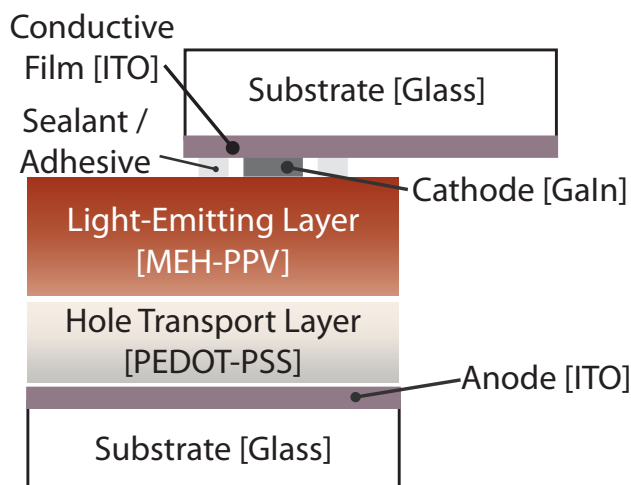 Conductive
Film [ITO]
Substrate [Glass]
Sealant /
Adhesive
Cathode [GaIn]
Light-Emitting Layer
[MEH-PPV]
Hole Transport Layer
[PEDOT-PSS]
Anode [ITO]
Substrate [Glass]